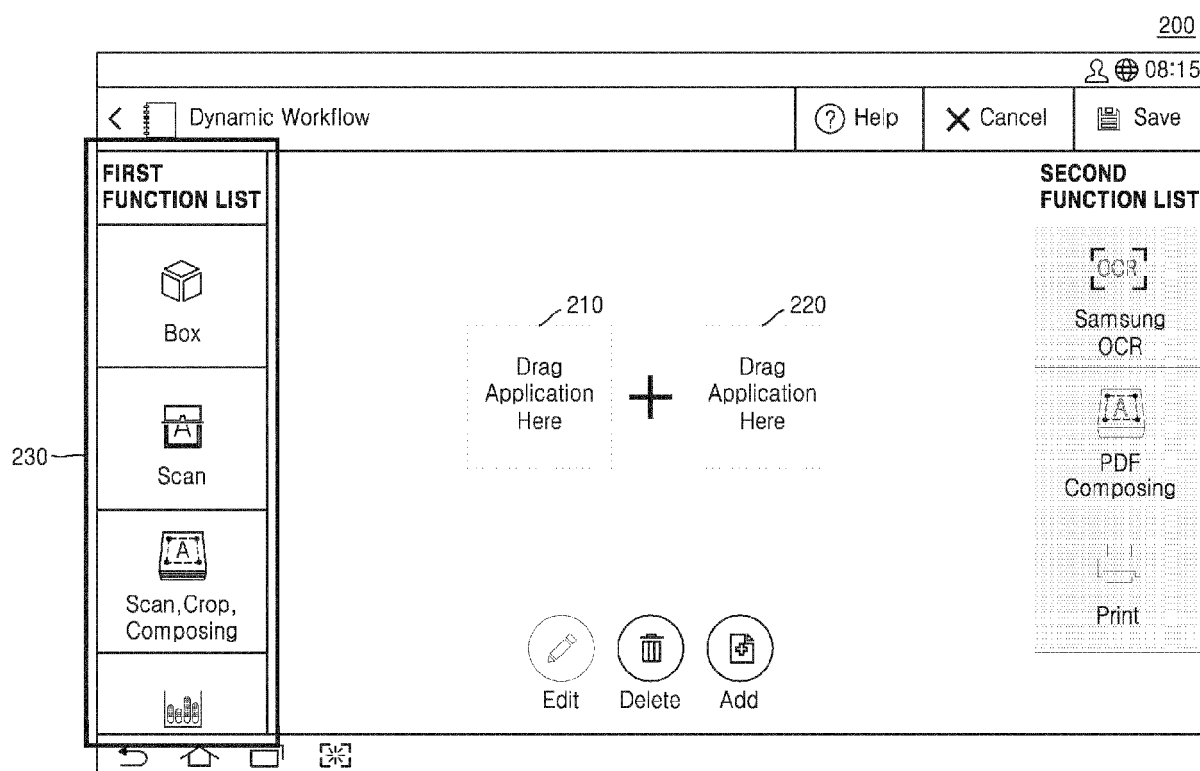 200
08:15
Dynamic Workflow
? Help
Cancel
Save
FIRST
FUNCTION LIST
Box
A
Scan
A
Scan,Crop,
Composing
230
210
220
Drag
Application
Here
+
Drag
Application
Here
Edit
Delete
Add
SECOND
FUNCTION LIST
OCR
Samsung
OCR
A
PDF
Composing
Print